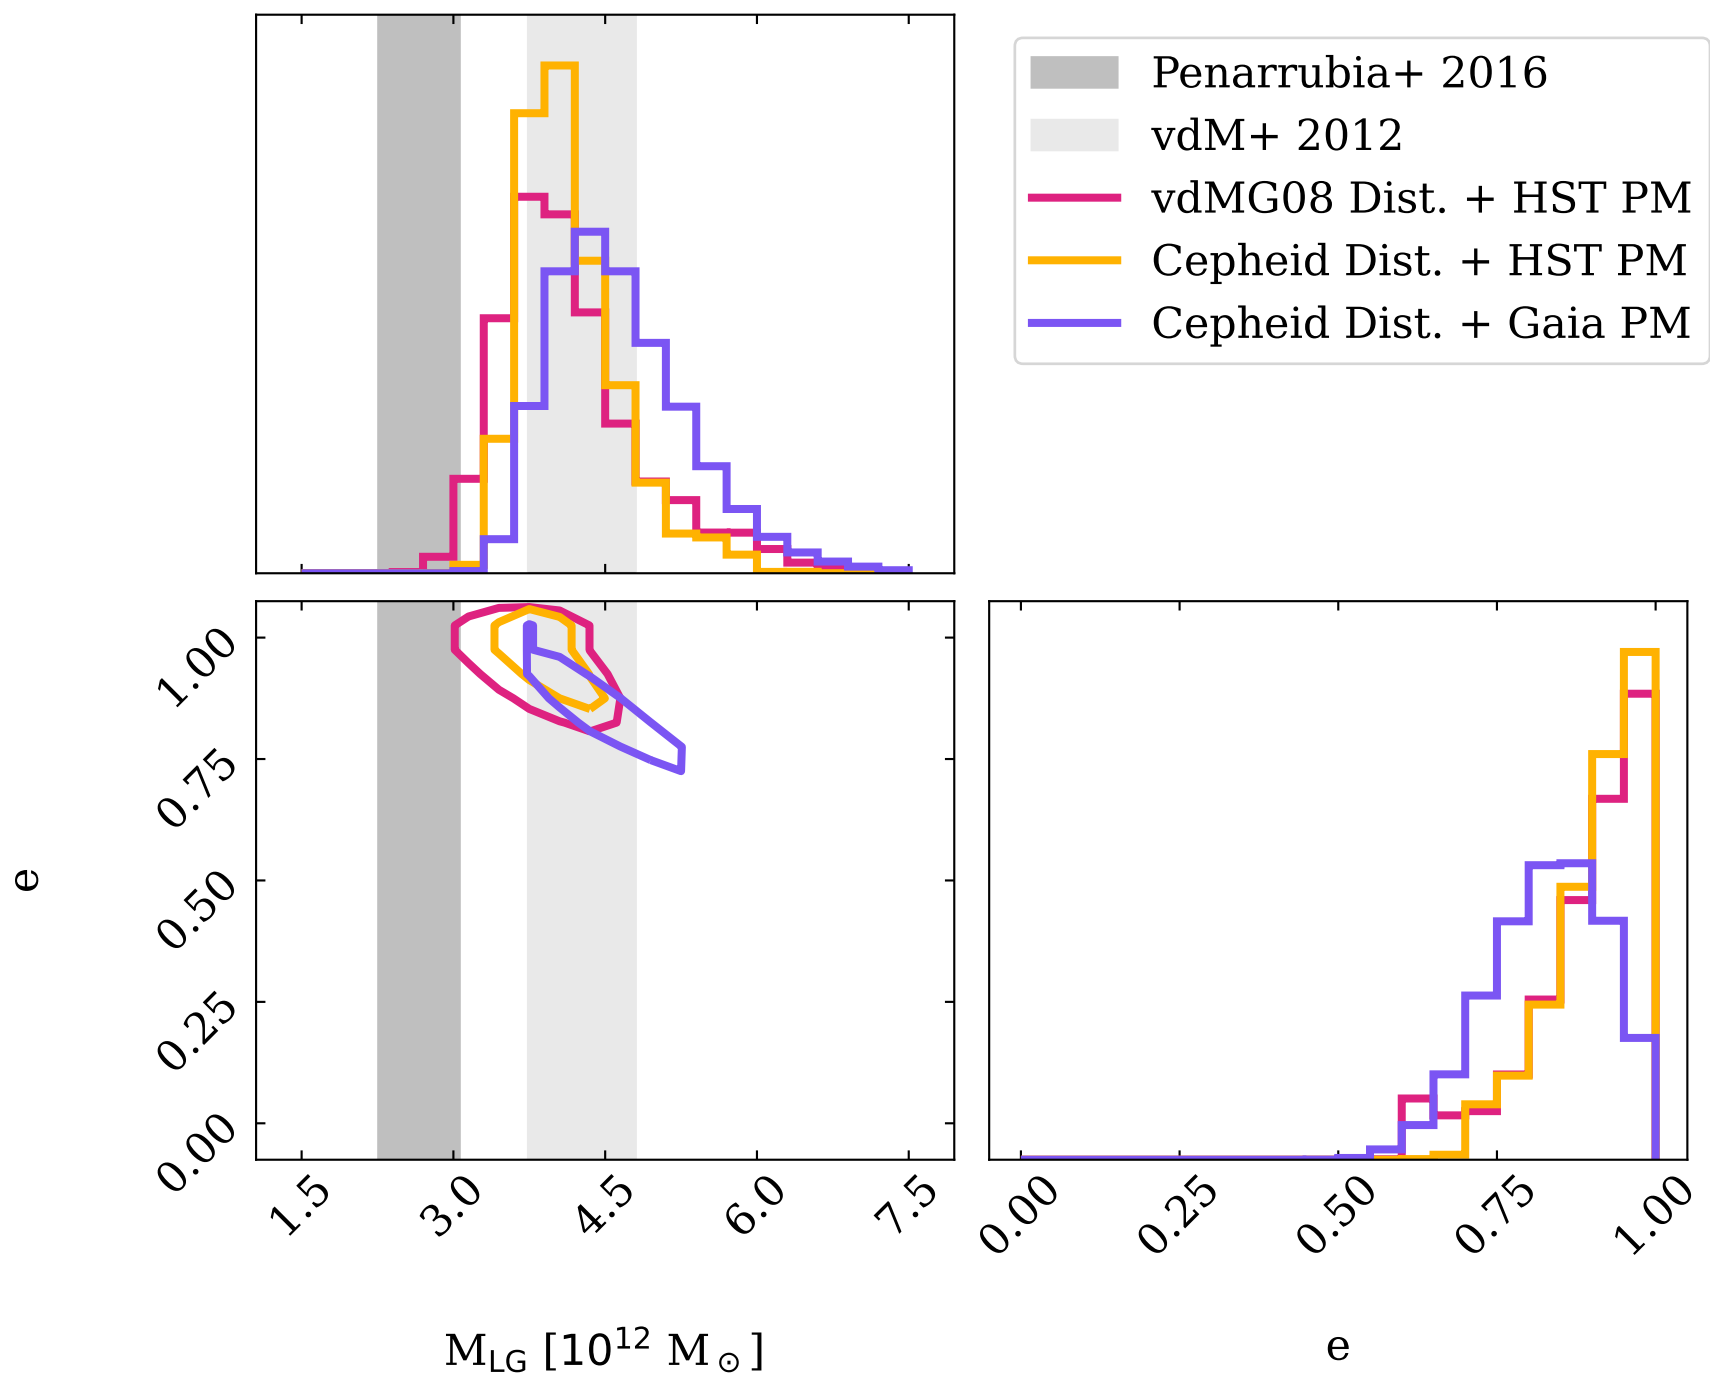 Penarrubia+ 2016
vdM+ 2012
vdMG08 Dist. + HST PM
Cepheid Dist. + HST PM
Cepheid Dist. + Gaia PM
1.00
0.75
0.50
0.25
0.00
e
1.5 3.0 4.5 6.0 7.5
0.00 0.25 0.50 0.75 1.00
M_LG [10^12 M_⊙]
e